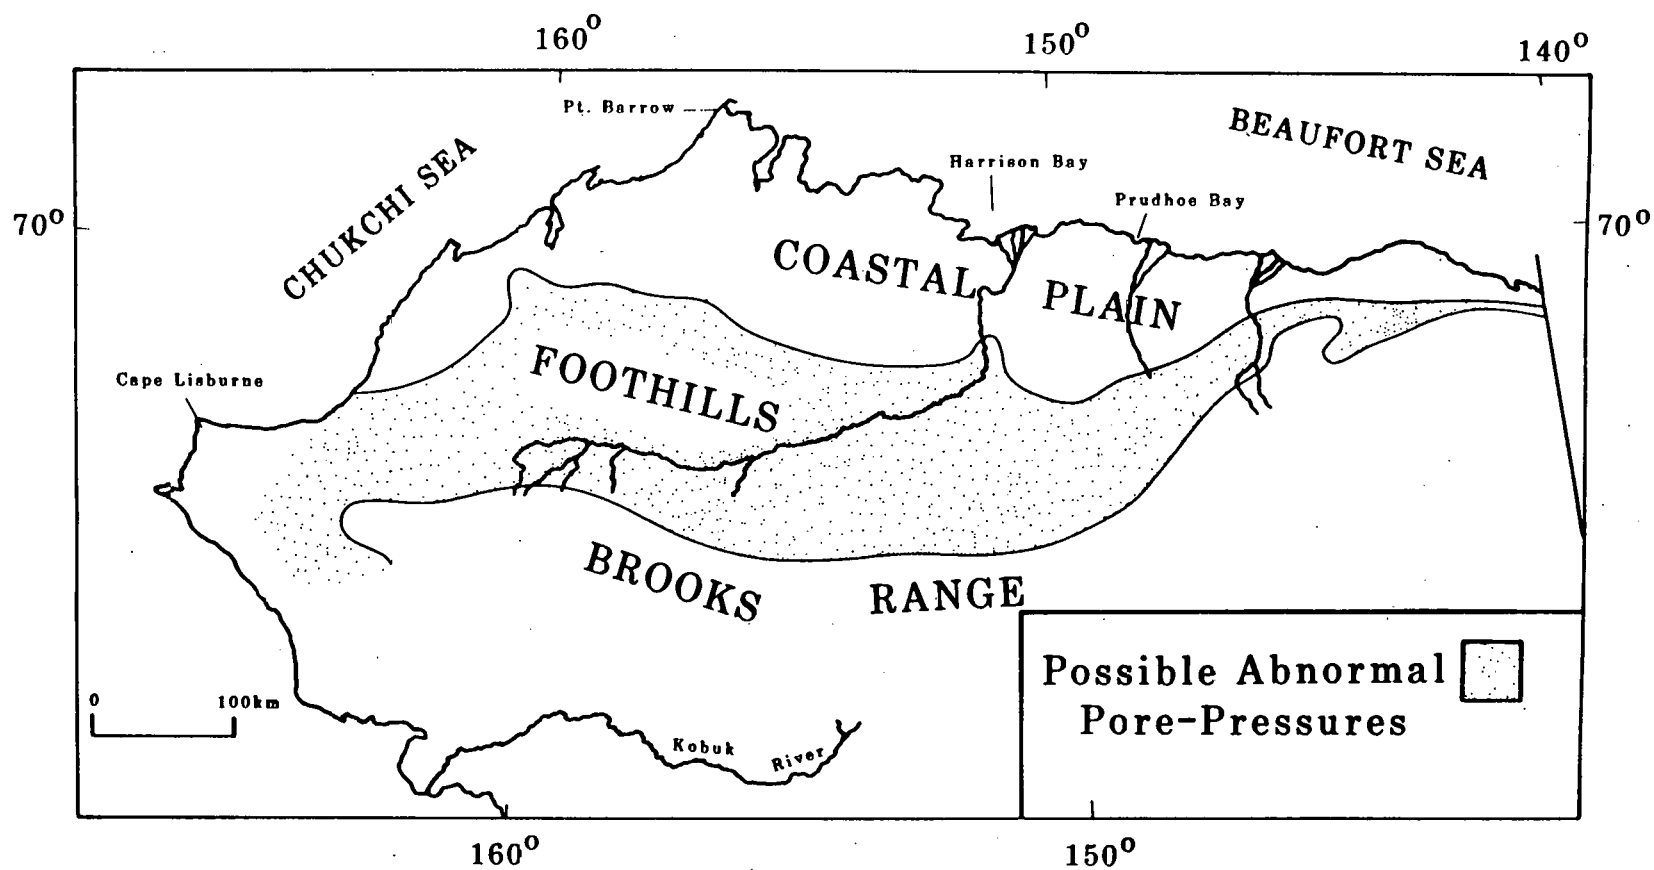 160°
150°
140°
Pt. Barrow
BEAUFORT SEA
CHUKCHI SEA
Harrison Bay
Prudhoe Bay
70°
70°
COASTAL PLAIN
FOOTHILLS
Cape Lisburne
BROOKS RANGE
Possible Abnormal
Pore-Pressures
0 100km
Kobuk River
160°
150°